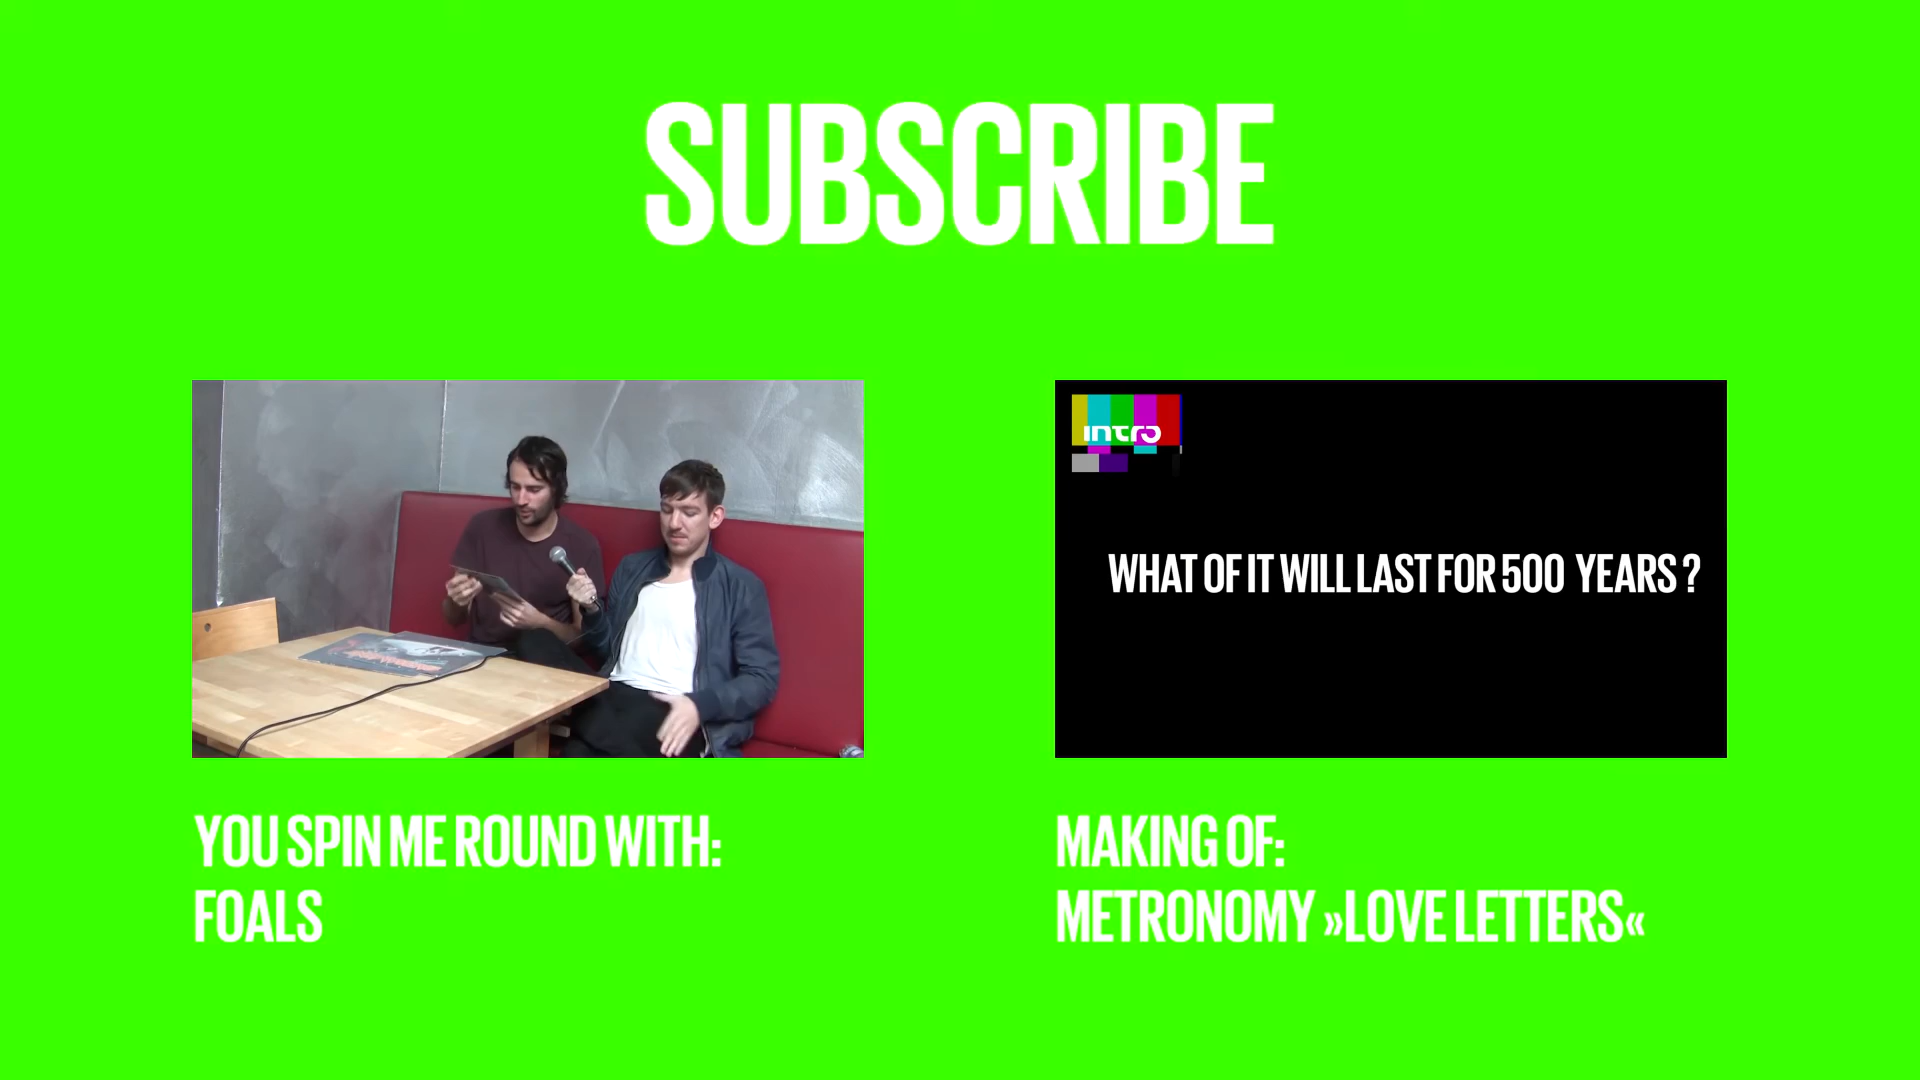 SUBSCRIBE
intro
WHAT OF IT WILL LAST FOR 500 YEARS ?
YOU SPIN ME ROUND WITH:
FOALS
MAKING OF:
METRONOMY »LOVE LETTERS«